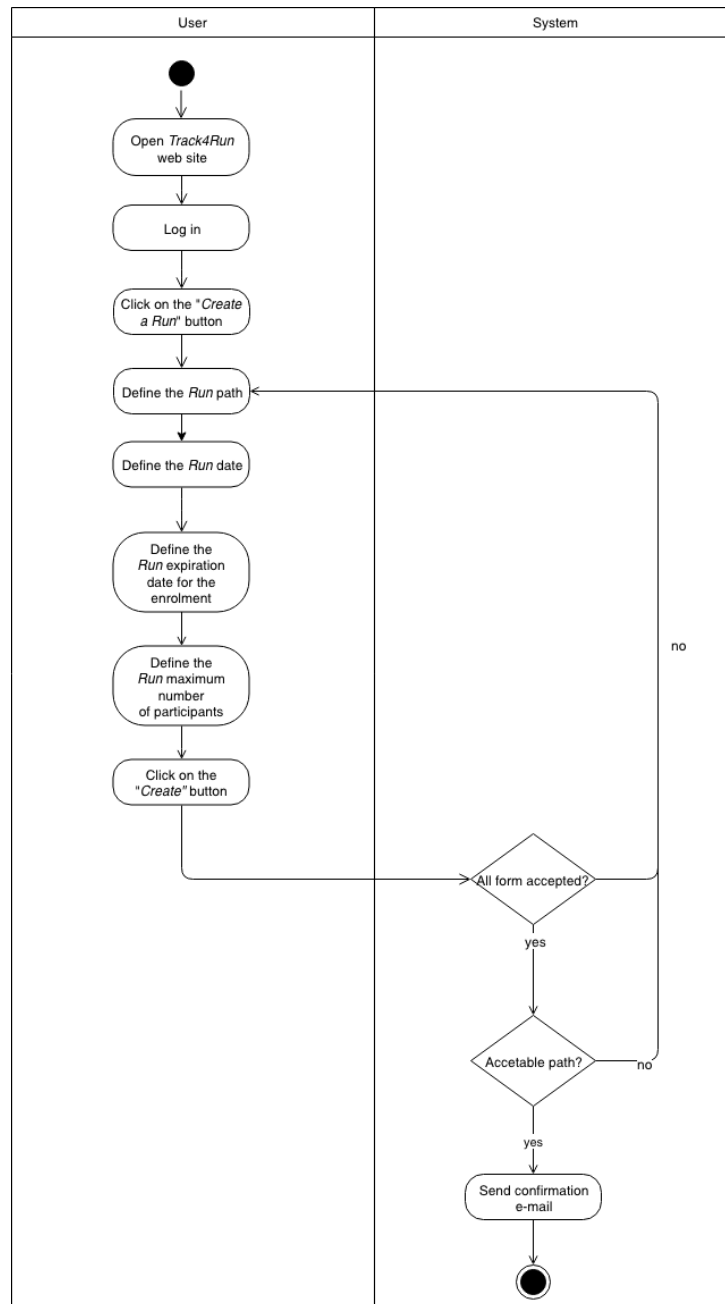 User
System
Open Track4Run
web site
Log in
Click on the "Create
a Run" button
Define the Run path
Define the Run date
Define the
Run expiration
date for the
enrolment
no
Define the
Run maximum
number
of participants
Click on the
“Create” button
All form accepted?
yes
Accetable path?
no
yes
Send confirmation
e-mail